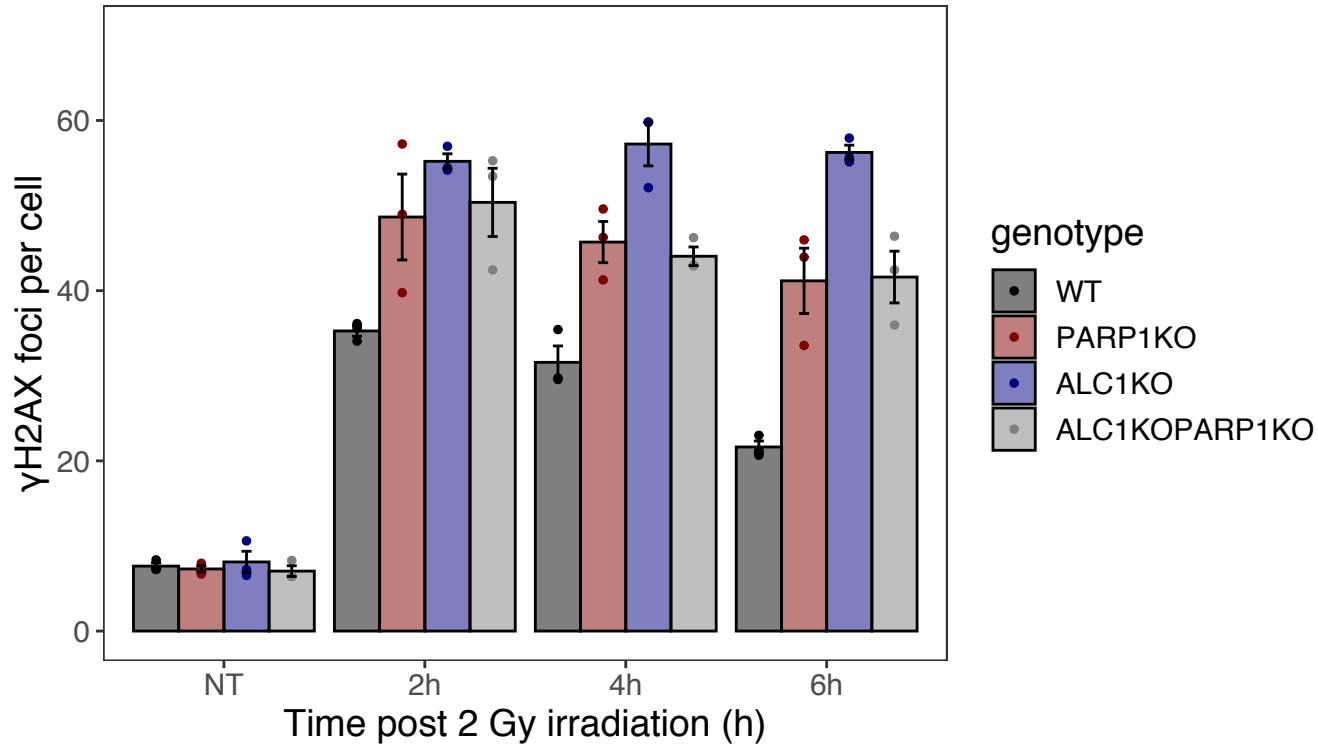 γH2AX foci per cell
60
40
20
0
NT 2h 4h 6h
Time post 2 Gy irradiation (h)
genotype
WT
PARP1KO
ALC1KO
ALC1KOPARP1KO